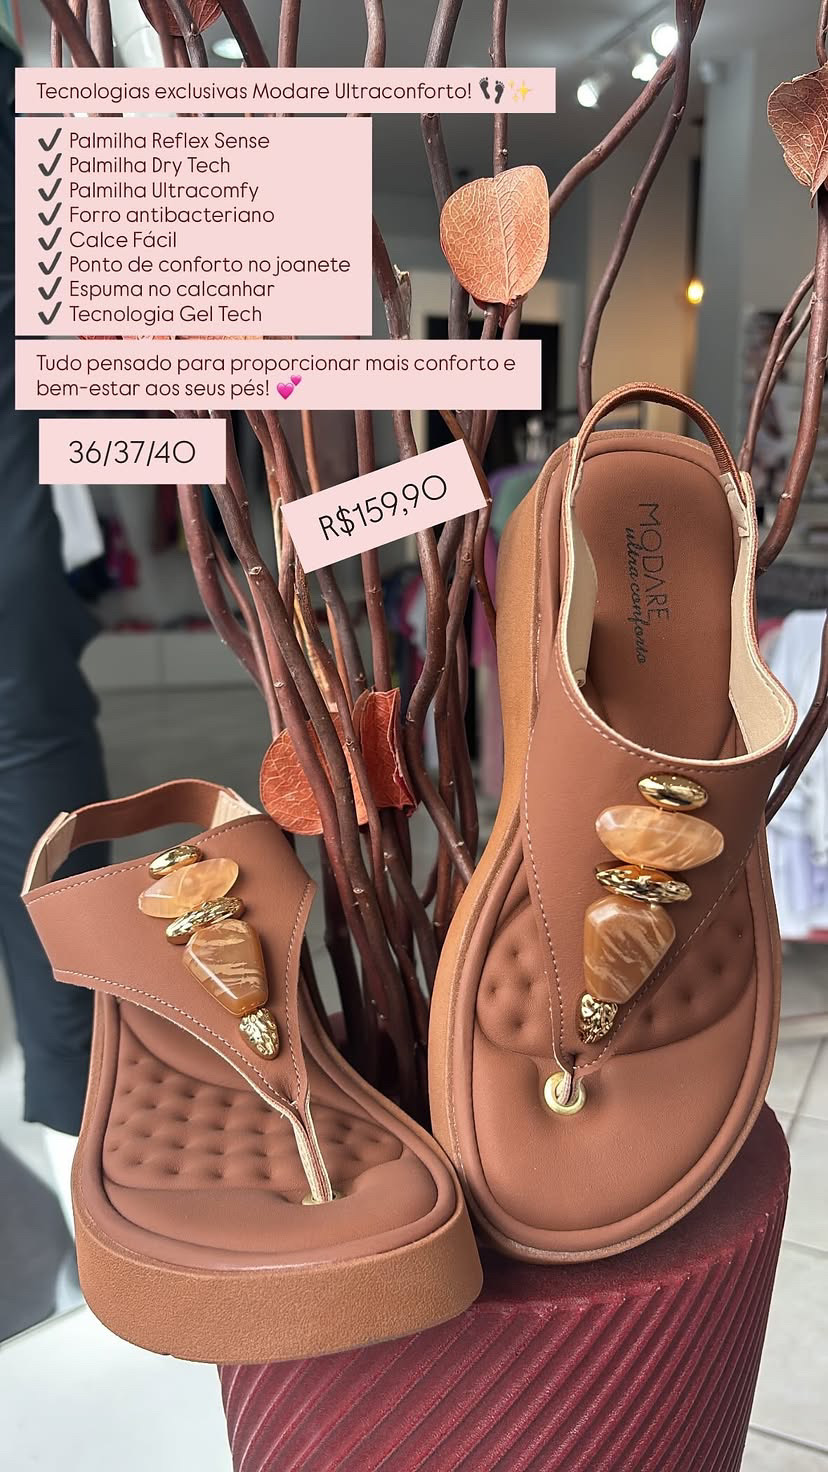 Tecnologias exclusivas Modare Ultraconforto! 👣✨
✔ Palmilha Reflex Sense
✔ Palmilha Dry Tech
✔ Palmilha Ultracomfy
✔ Forro antibacteriano
✔ Calce Fácil
✔ Ponto de conforto no joanete
✔ Espuma no calcanhar
✔ Tecnologia Gel Tech
Tudo pensado para proporcionar mais conforto e
bem-estar aos seus pés! 💕
36/37/40
R$159,90
MODARE
ultraconforto